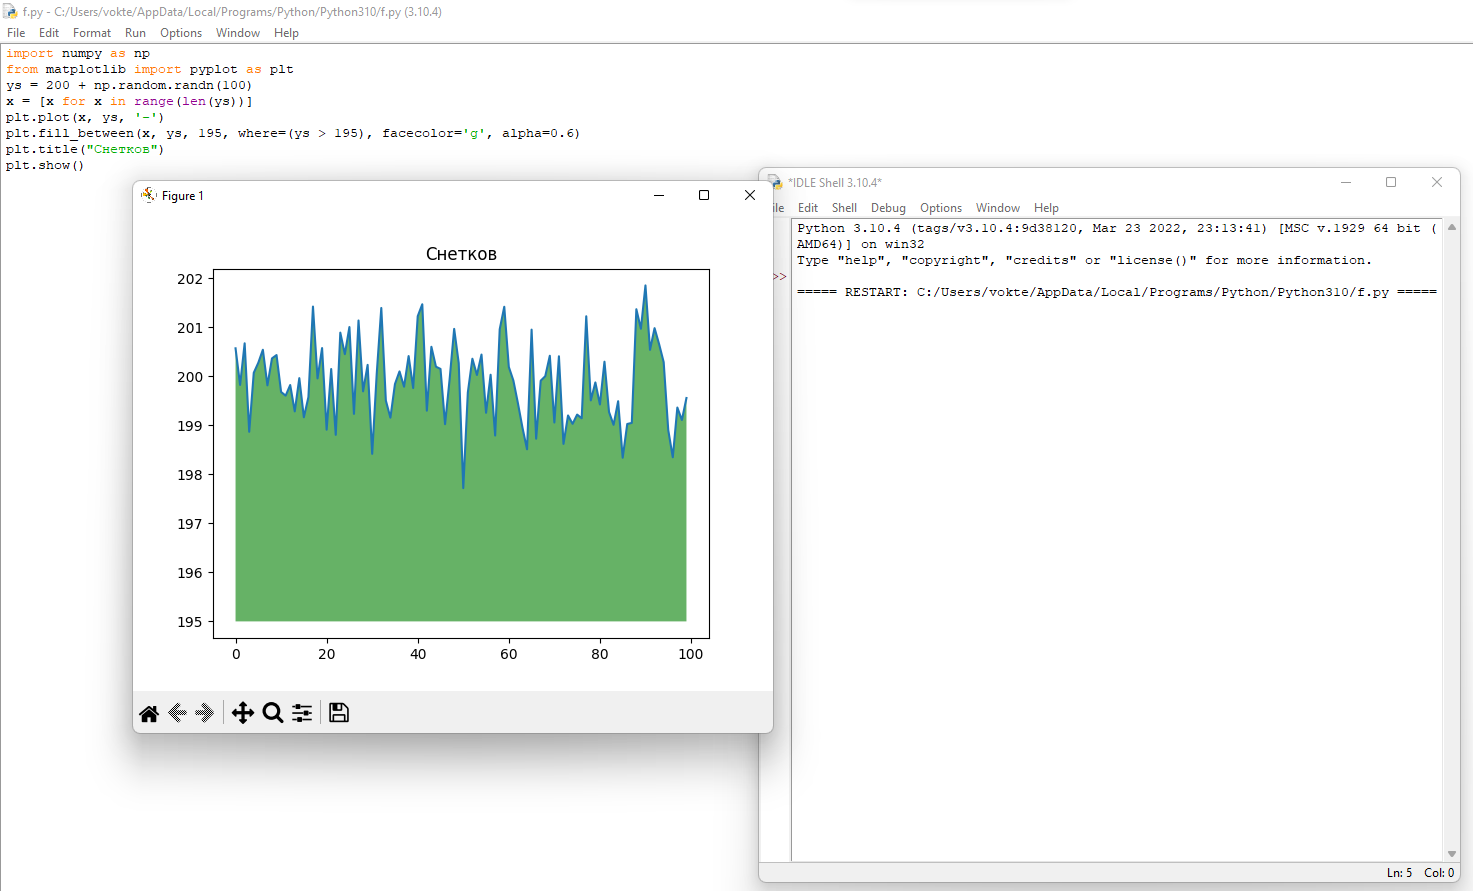 f.py - C:/Users/vokte/AppData/Local/Programs/Python/Python310/f.py (3.10.4)
File Edit Format Run Options Window Help
import numpy as np
from matplotlib import pyplot as plt
ys = 200 + np.random.randn(100)
x = [x for x in range(len(ys))]
plt.plot(x, ys, '-')
plt.fill_between(x, ys, 195, where=(ys > 195), facecolor='g', alpha=0.6)
plt.title("Снетков")
plt.show()
Figure 1
Снетков
202
201
200
199
198
197
196
195
0 20 40 60 80 100
*IDLE Shell 3.10.4*
ile Edit Shell Debug Options Window Help
Python 3.10.4 (tags/v3.10.4:9d38120, Mar 23 2022, 23:13:41) [MSC v.1929 64 bit (
AMD64)] on win32
Type "help", "copyright", "credits" or "license()" for more information.
>>
===== RESTART: C:/Users/vokte/AppData/Local/Programs/Python/Python310/f.py =====
Ln: 5 Col: 0